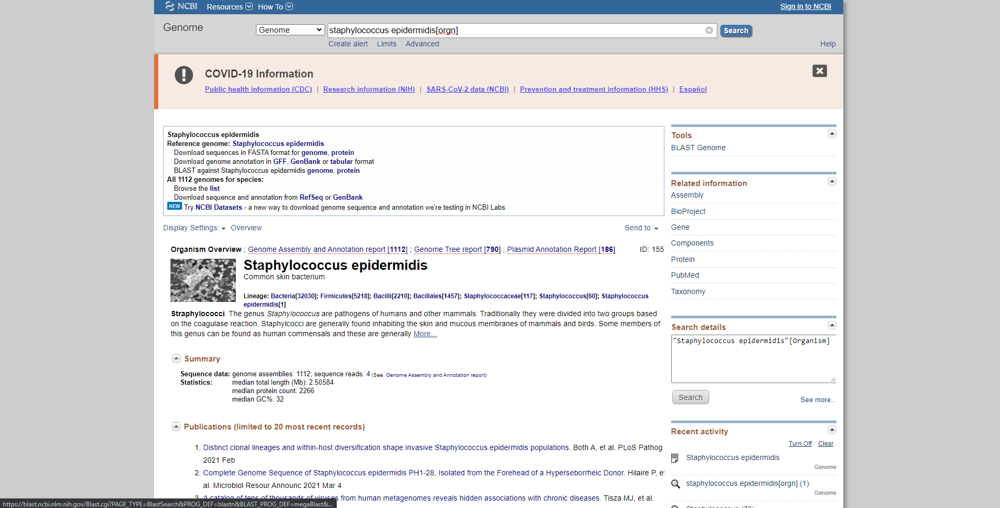 NCBI Resources How To Sign in to NCBI
Genome Genome staphylococcus epidermidis[orgn] Search
Create alert Limits Advanced Help
COVID-19 Information
Public health information (CDC) | Research information (NIH) | SARS-CoV-2 data (NCBI) | Prevention and treatment information (HHS) | Español
Staphylococcus epidermidis
Reference genome: Staphylococcus epidermidis
Download sequences in FASTA format for genome, protein
Download genome annotation in GFF, GenBank or tabular format
BLAST against Staphylococcus epidermidis genome, protein
All 1112 genomes for species:
Browse the list
Download sequence and annotation from RefSeq or GenBank
NEW Try NCBI Datasets - a new way to download genome sequence and annotation we're testing in NCBI Labs
Display Settings: Overview Send to:
Organism Overview ; Genome Assembly and Annotation report [1112] ; Genome Tree report [790] ; Plasmid Annotation Report [186] ID: 155
Staphylococcus epidermidis
Common skin bacterium
Lineage: Bacteria[32030]; Firmicutes[5218]; Bacilli[2210]; Bacillales[1457]; Staphylococcaceae[117]; Staphylococcus[60]; Staphylococcus
epidermidis[1]
Straphylococci. The genus Staphylococcus are pathogens of humans and other mammals. Traditionally they were divided into two groups based
on the coagulase reaction. Staphylcocci are generally found inhabiting the skin and mucous membranes of mammals and birds. Some members of
this genus can be found as human commensals and these are generally More...
Summary
Sequence data: genome assemblies: 1112; sequence reads: 4 (See Genome Assembly and Annotation report)
Statistics: median total length (Mb): 2.50584
median protein count: 2266
median GC%: 32
Publications (limited to 20 most recent records)
1. Distinct clonal lineages and within-host diversification shape invasive Staphylococcus epidermidis populations. Both A, et al. PLoS Pathog
2021 Feb
2. Complete Genome Sequence of Staphylococcus epidermidis PH1-28, Isolated from the Forehead of a Hyperseborrheic Donor. Hilaire P, et
al. Microbiol Resour Announc 2021 Mar 4
3. A catalog of tens of thousands of viruses from human metagenomes reveals hidden associations with chronic diseases. Tisza MJ, et al.
Tools
BLAST Genome
Related information
Assembly
BioProject
Gene
Components
Protein
PubMed
Taxonomy
Search details
"Staphylococcus epidermidis"[Organism]
Search See more...
Recent activity
Turn Off Clear
Staphylococcus epidermidis
Genome
staphylococcus epidermidis[orgn] (1)
Genome
https://blast.ncbi.nlm.nih.gov/Blast.cgi?PAGE_TYPE=BlastSearch&PROG_DEF=blastn&BLAST_PROG_DEF=megaBlast&...